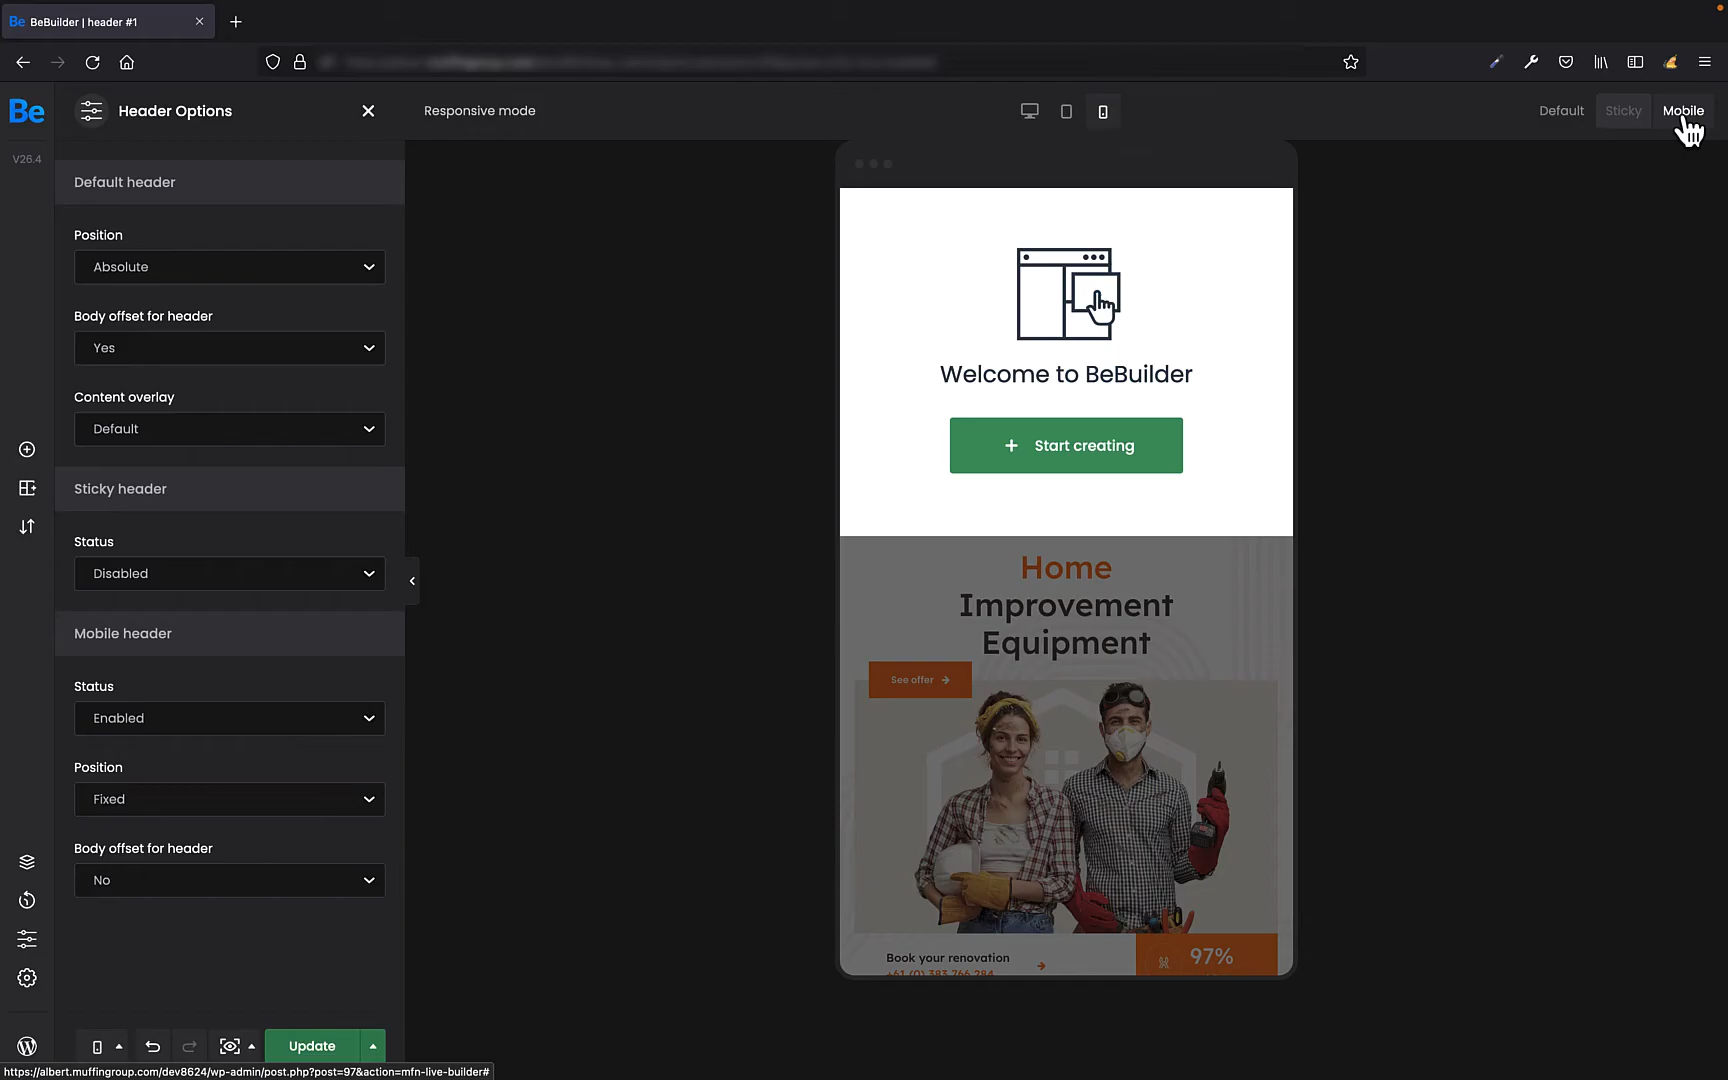 Be BeBuilder | header #1
Be
Header Options
Responsive mode
Default
Sticky
Mobile
V26.4
Default header
Position
Absolute
Body offset for header
Yes
Content overlay
Default
Sticky header
Status
Disabled
Mobile header
Status
Enabled
Position
Fixed
Body offset for header
No
Update
Welcome to BeBuilder
+ Start creating
Home
Improvement
Equipment
See offer
Book your renovation
97%
https://albert.muffingroup.com/dev8624/wp-admin/post.php?post=97&action=mfn-live-builder#